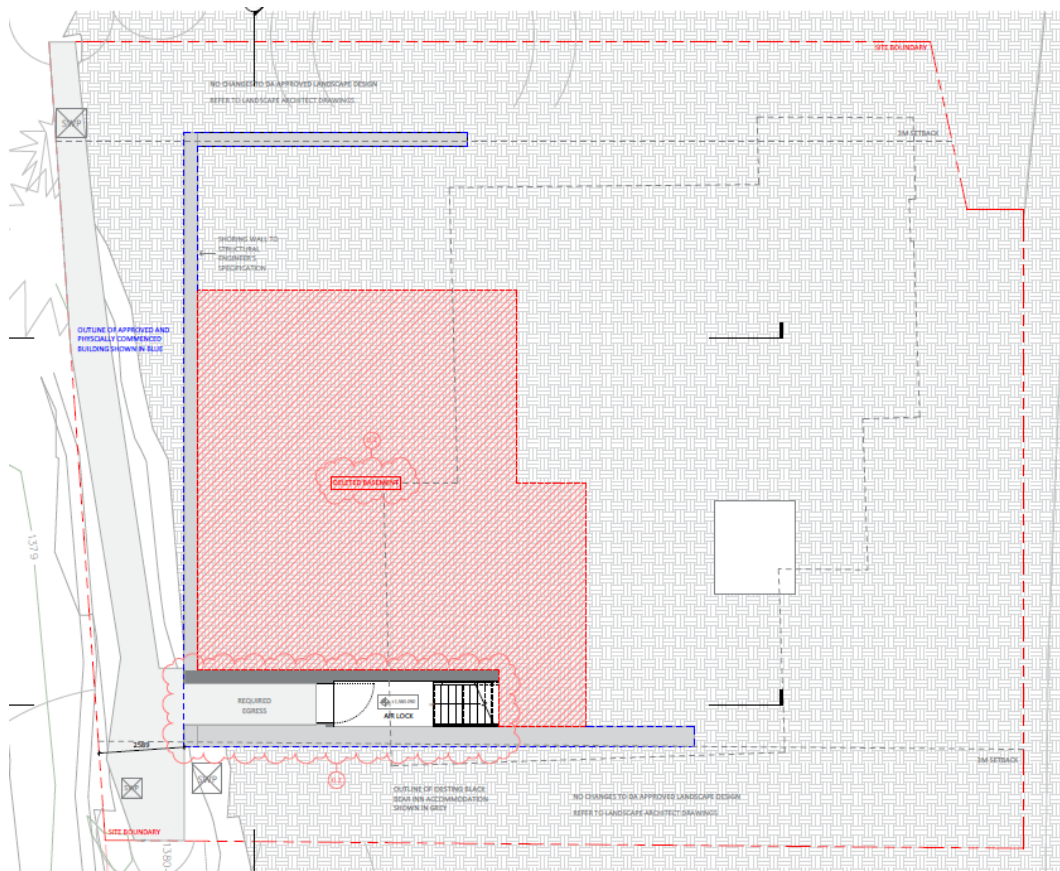 SITE BOUNDARY
NO CHANGES TO DA APPROVED LANDSCAPE DESIGN
REFER TO LANDSCAPE ARCHITECT DRAWINGS
3M SETBACK
SHORING WALL TO
STRUCTURAL
ENGINEER'S
SPECIFICATION
OUTLINE OF APPROVED AND
PHYSCIALLY COMMENCED
BUILDING SHOWN IN BLUE
DELETED BASEMENT
1379
REQUIRED
EGRESS
AIR LOCK
2589
3M SETBACK
OUTLINE OF EXISTING BLACK
BEAR INN ACCOMMODATION
SHOWN IN GREY
NO CHANGES TO DA APPROVED LANDSCAPE DESIGN
REFER TO LANDSCAPE ARCHITECT DRAWINGS
SITE BOUNDARY
1380